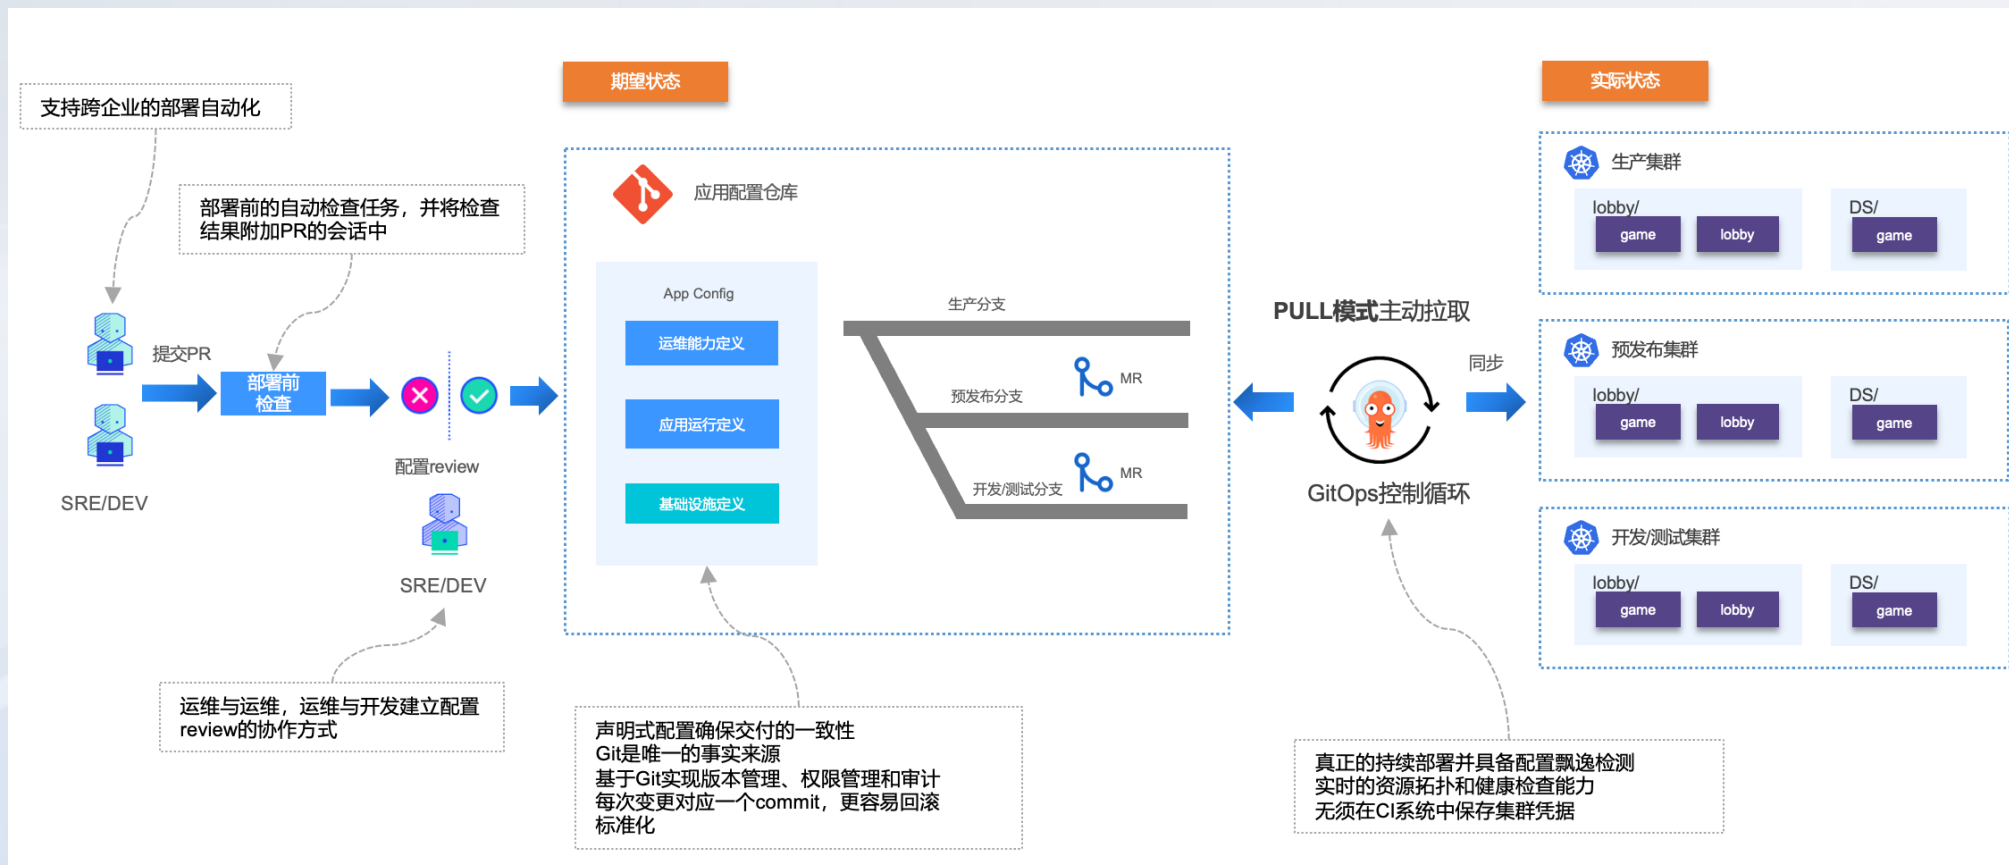 期望状态
实际状态
支持跨企业的部署自动化
部署前的自动检查任务，并将检查
结果附加PR的会话中
提交PR
部署前
检查
SRE/DEV
配置review
SRE/DEV
运维与运维，运维与开发建立配置
review的协作方式
应用配置仓库
App Config
运维能力定义
应用运行定义
基础设施定义
生产分支
MR
预发布分支
MR
开发/测试分支
声明式配置确保交付的一致性
Git是唯一的事实来源
基于Git实现版本管理、权限管理和审计
每次变更对应一个commit，更容易回滚
标准化
PULL模式主动拉取
同步
GitOps控制循环
真正的持续部署并具备配置飘逸检测
实时的资源拓扑和健康检查能力
无须在CI系统中保存集群凭据
生产集群
lobby/
game
lobby
DS/
game
预发布集群
lobby/
game
lobby
DS/
game
开发/测试集群
lobby/
game
lobby
DS/
game